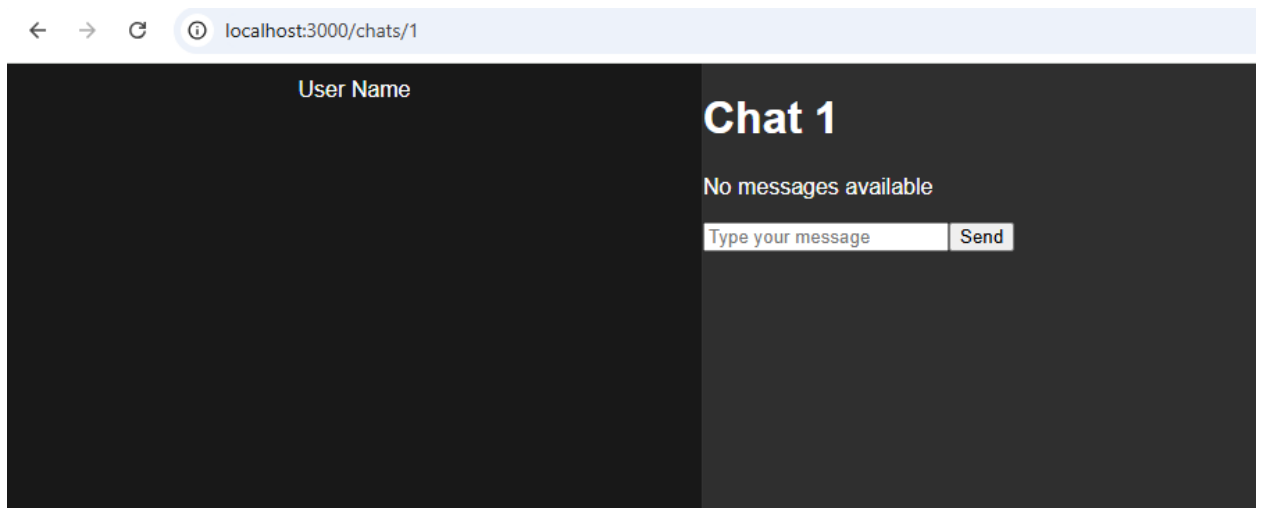 localhost:3000/chats/1
User Name
Chat 1
No messages available
Type your message Send